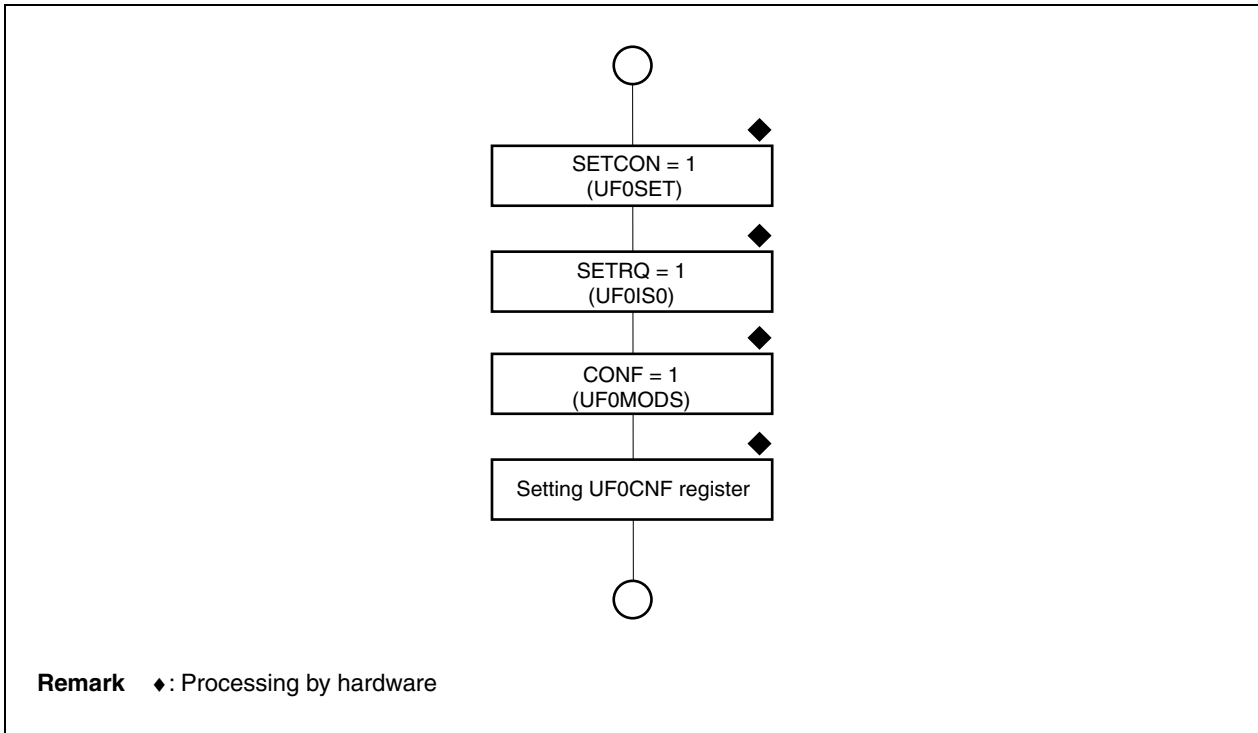 SETCON = 1
(UF0SET)
SETRQ = 1
(UF0IS0)
CONF = 1
(UF0MODS)
Setting UF0CNF register
Remark ♦: Processing by hardware